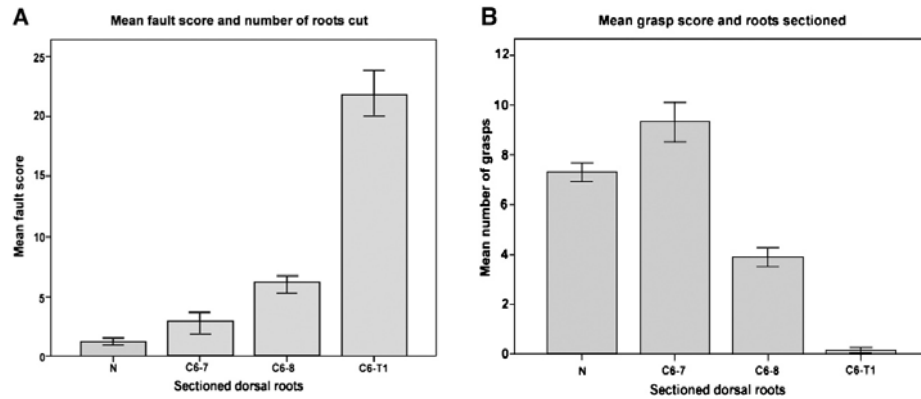 A
Mean fault score and number of roots cut
Mean fault score
25
20
15
10
5
0
N
C6-7
C6-8
C6-T1
Sectioned dorsal roots
B
Mean grasp score and roots sectioned
Mean number of grasps
12
10
8
6
4
2
0
N
C6-7
C6-8
C6-T1
Sectioned dorsal roots